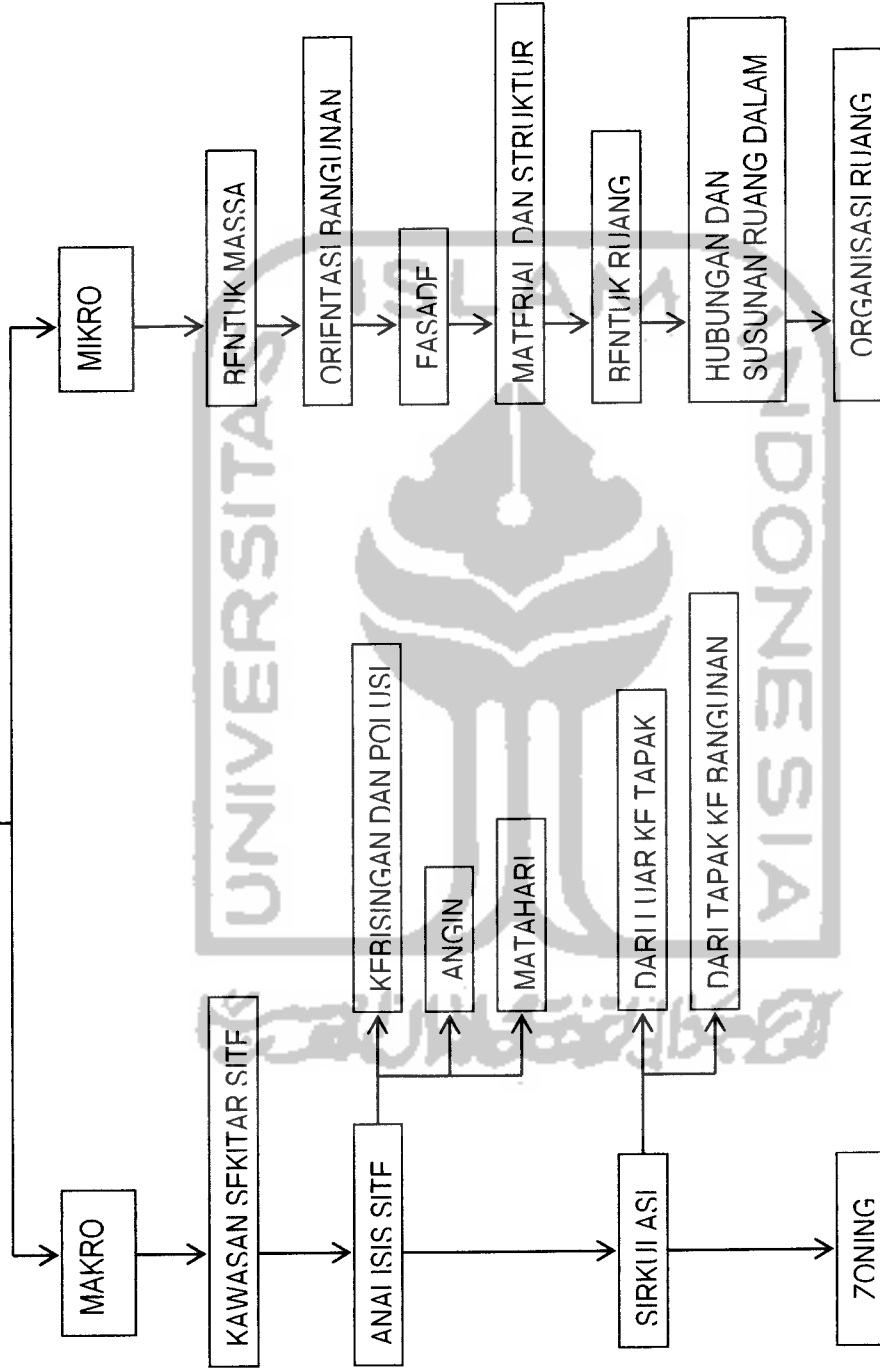 MAKRO
KAWASAN SEKITAR SITE
ANALISIS SITE
KEBISINGAN DAN POLUSI
ANGIN
MATAHARI
SIRKULASI
DARI LUAR KE TAPAK
DARI TAPAK KE BANGUNAN
ZONING
MIKRO
BENTUK MASSA
ORIENTASI BANGUNAN
FASADE
MATERIAL DAN STRUKTUR
BENTUK RUANG
HUBUNGAN DAN
SUSUNAN RUANG DALAM
ORGANISASI RUANG
UNIVERSITAS
ISLAM
INDONESIA